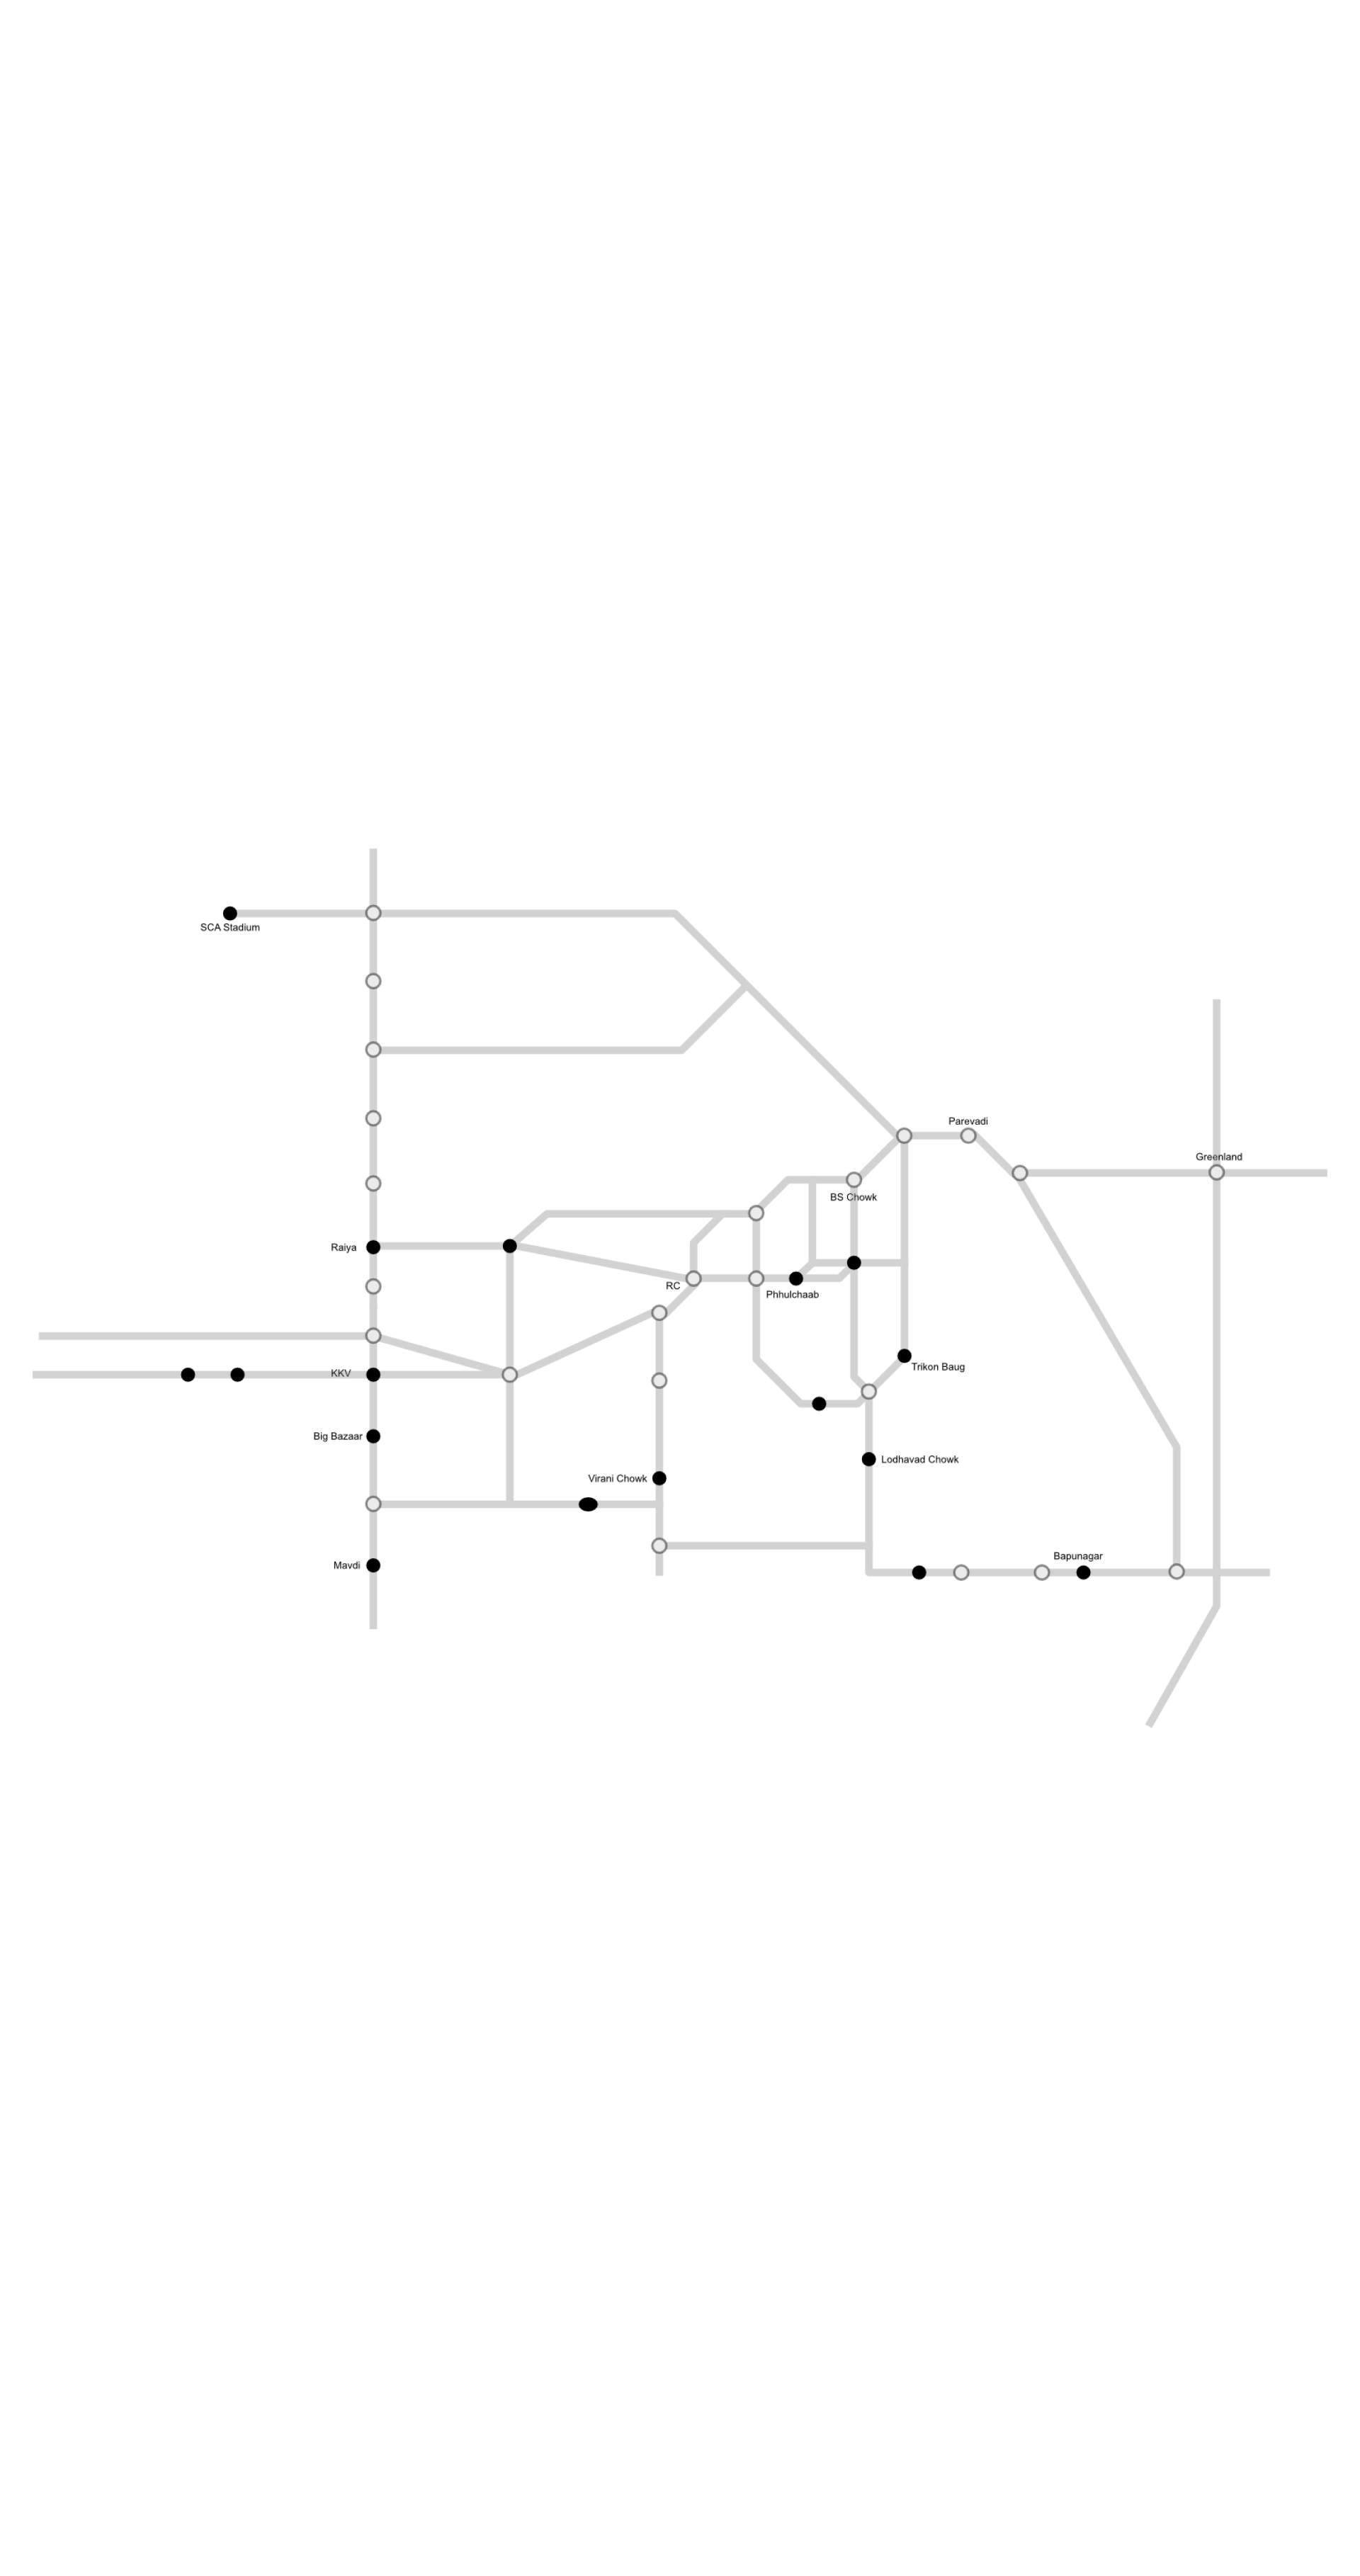 SCA Stadium
Parevadi
Greenland
BS Chowk
Raiya
RC
Phhulchaab
Trikon Baug
KKV
Big Bazaar
Lodhavad Chowk
Virani Chowk
Bapunagar
Mavdi